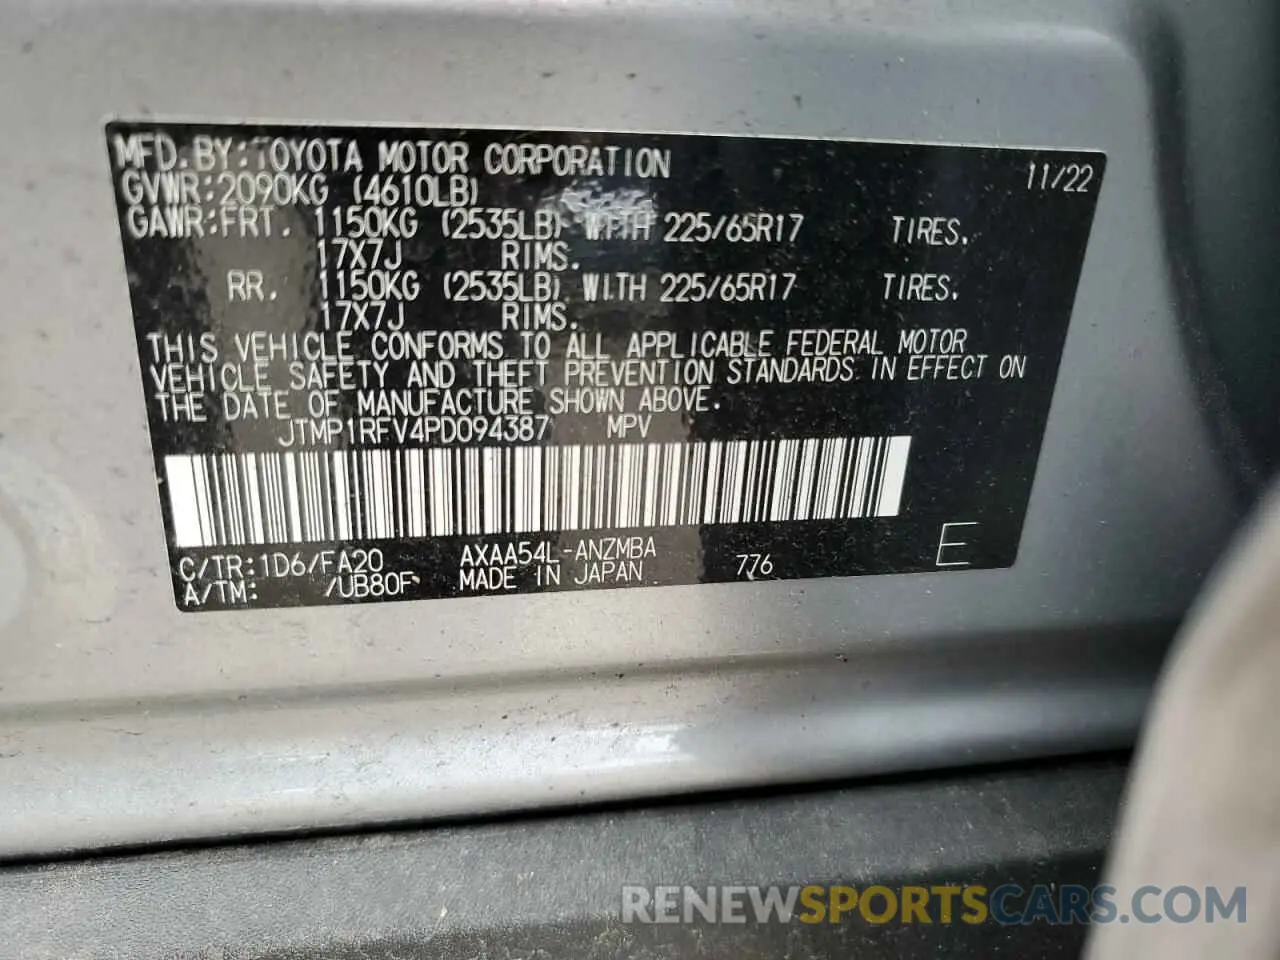 MFD.BY:TOYOTA MOTOR CORPORATION 11/22
GVWR:2090KG (4610LB)
GAWR:FRT. 1150KG (2535LB) WITH 225/65R17 TIRES.
17X7J RIMS.
RR. 1150KG (2535LB) WITH 225/65R17 TIRES.
17X7J RIMS.
THIS VEHICLE CONFORMS TO ALL APPLICABLE FEDERAL MOTOR
VEHICLE SAFETY AND THEFT PREVENTION STANDARDS IN EFFECT ON
THE DATE OF MANUFACTURE SHOWN ABOVE.
JTMP1RFV4PD094387 MPV
C/TR:1D6/FA20 AXAA54L-ANZMBA 776 E
A/TM: /UB80F MADE IN JAPAN
RENEWSPORTSCARS.COM